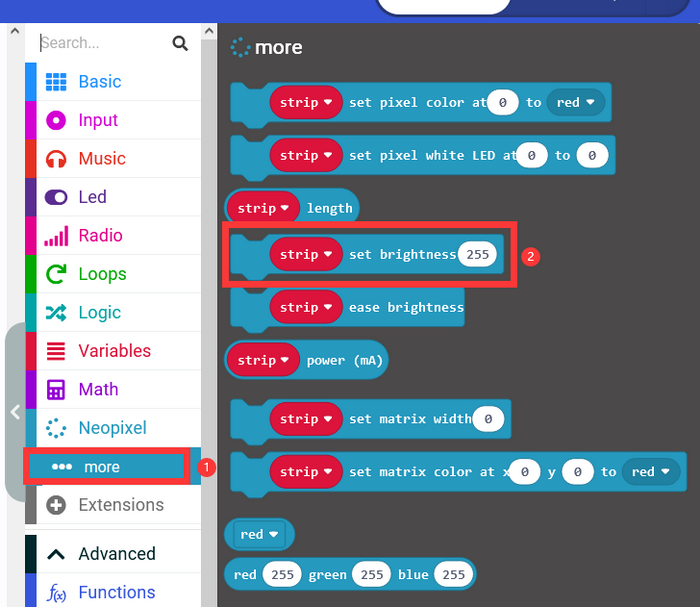 Search...
Basic
Input
Music
Led
Radio
Loops
Logic
Variables
Math
Neopixel
more
1
Extensions
Advanced
f(x) Functions
more
strip set pixel color at 0 to red
strip set pixel white LED at 0 to 0
strip length
strip set brightness 255
2
strip ease brightness
strip power (mA)
strip set matrix width 0
strip set matrix color at x 0 y 0 to red
red
red 255 green 255 blue 255